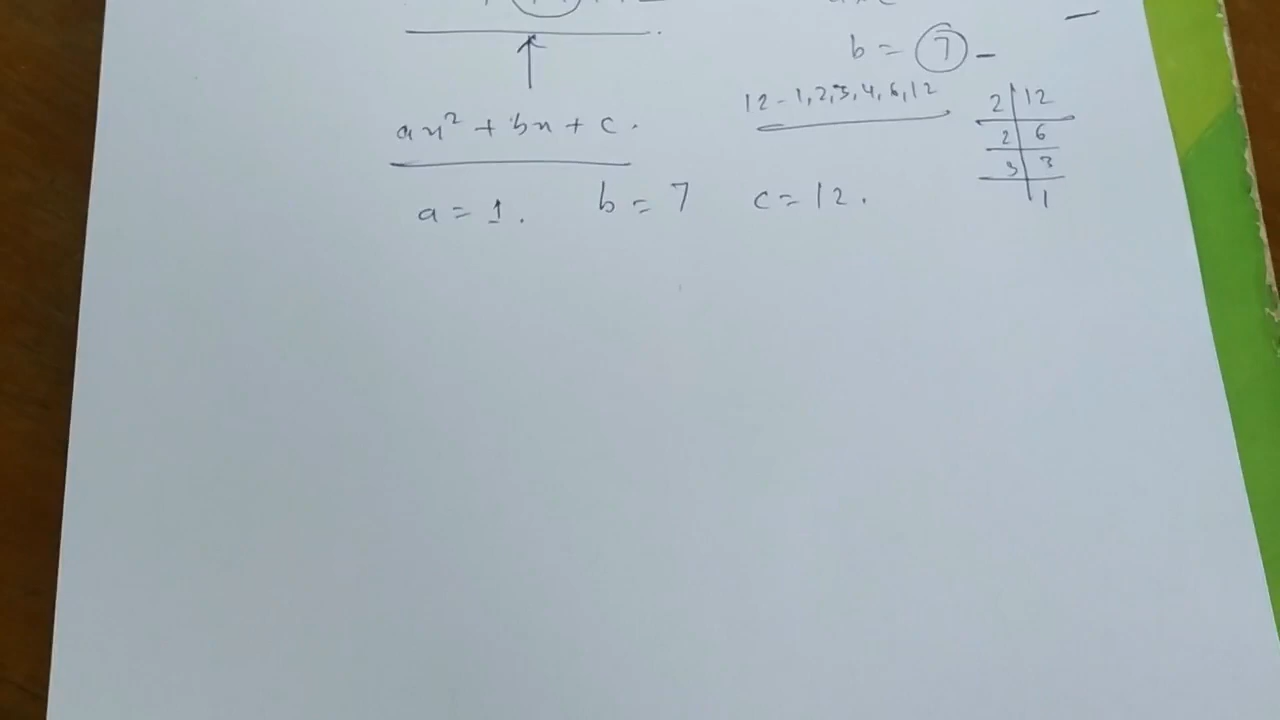 b = 7
12 - 1,2,3,4,6,12
2 | 12
2 | 6
3 | 3
1
ax² + bx + c.
a = 1. b = 7 c = 12.